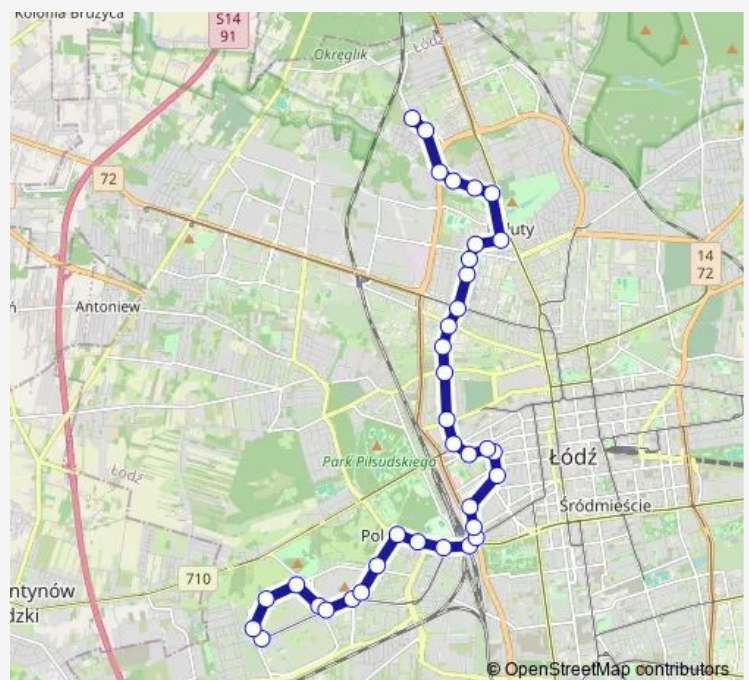 Kolonia Brużyca
S14
91
Okręglik
Łódź
72
łuty
14
72
Antoniew
Park Piłsudskiego
Łódź
Łódź
Śródmieście
Pol
710
ntynów
dzki
© OpenStreetMap contributors